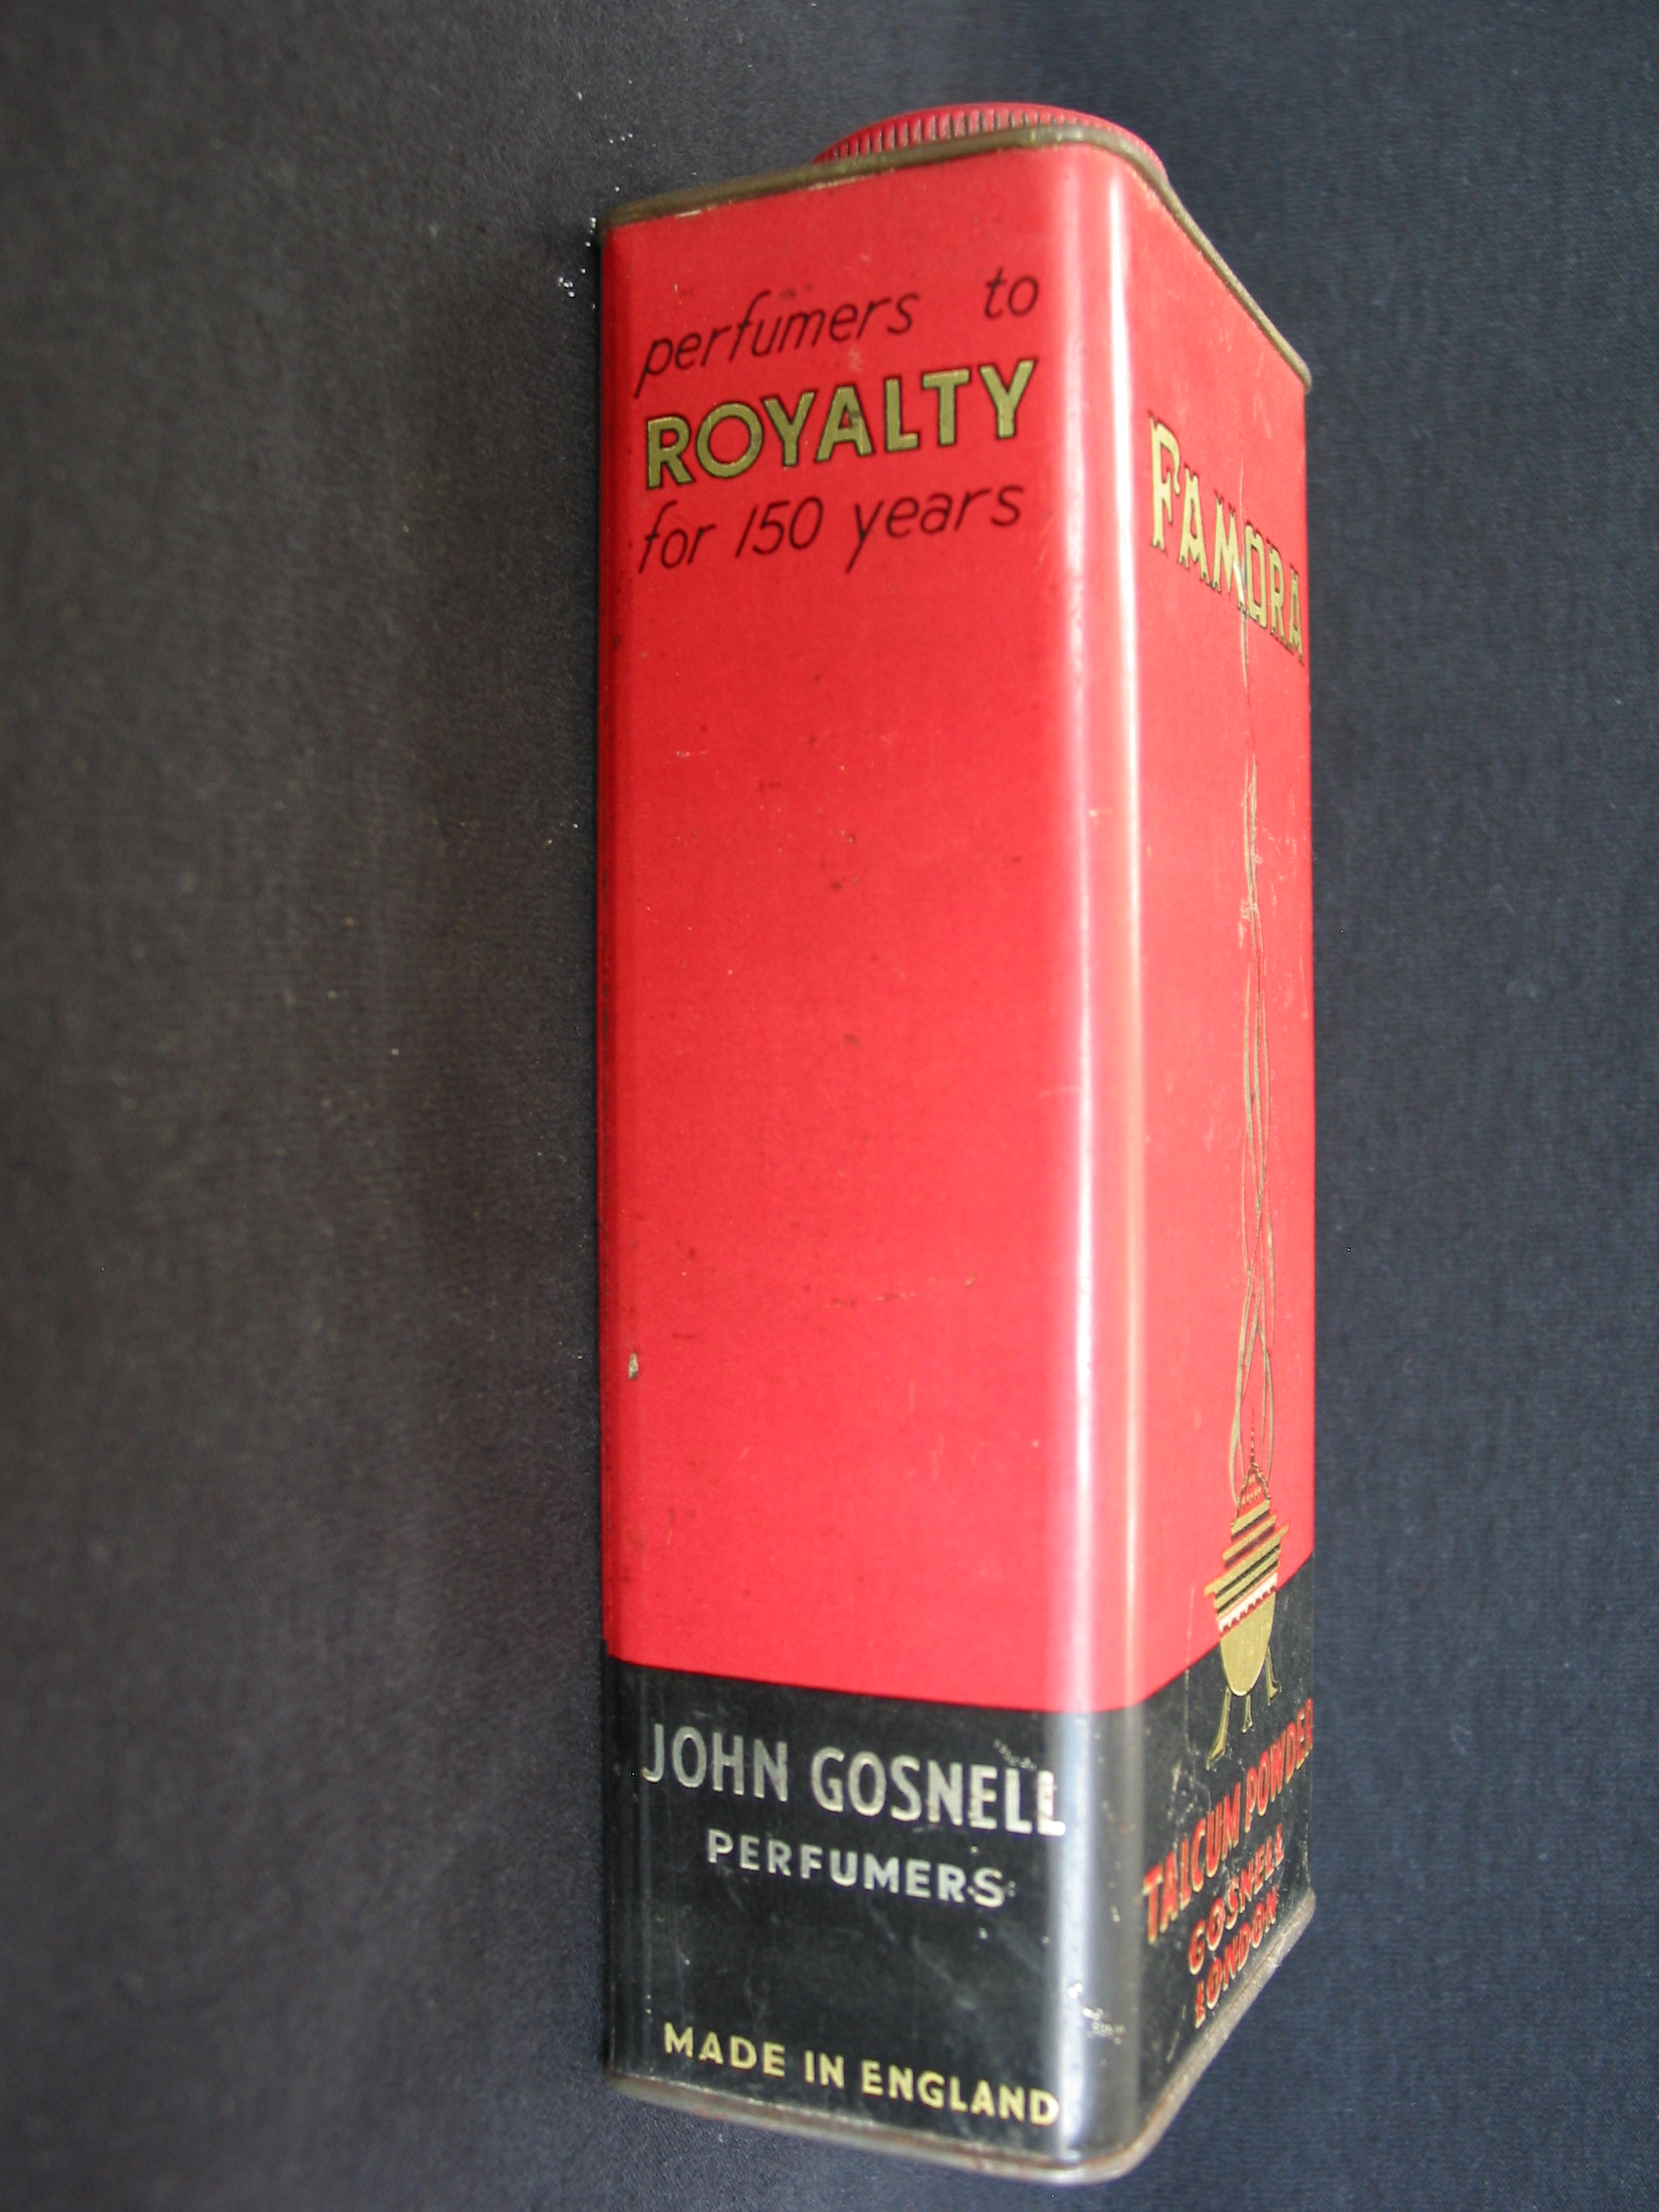 perfumers to
ROYALTY
for 150 years
JOHN GOSNELL
PERFUMERS
MADE IN ENGLAND
FAMORA
TALCUM POWDER
GOSNELL
LONDON